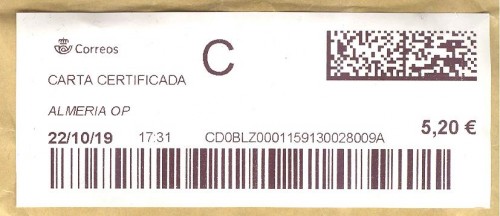 Correos
C
CARTA CERTIFICADA
ALMERIA OP
5,20 €
22/10/19 17:31 CD0BLZ0001159130028009A